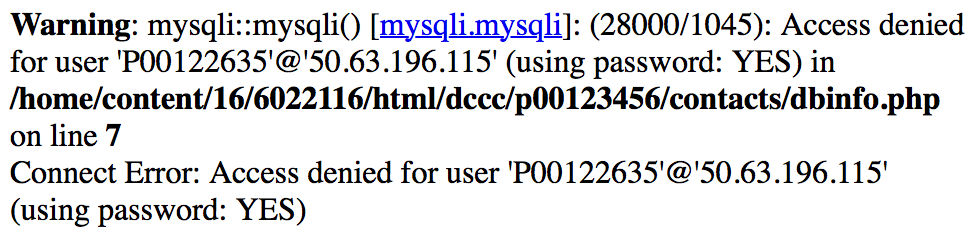 Warning: mysqli::mysqli() [mysqli.mysqli]: (28000/1045): Access denied
for user 'P00122635'@'50.63.196.115' (using password: YES) in
/home/content/16/6022116/html/dccc/p00123456/contacts/dbinfo.php
on line 7
Connect Error: Access denied for user 'P00122635'@'50.63.196.115'
(using password: YES)